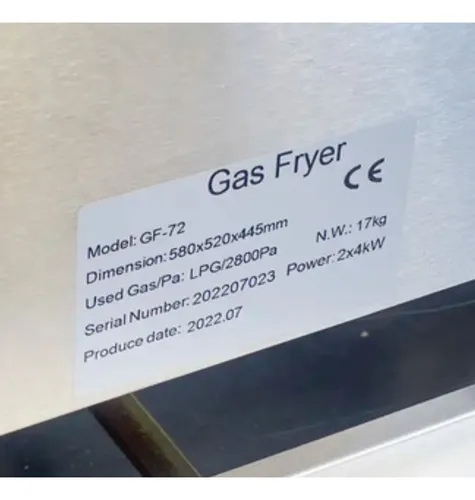 Gas Fryer
CE
Model: GF-72
Dimension: 580x520x445mm
Used Gas/Pa: LPG/2800Pa
N.W.: 17kg
Serial Number: 202207023
Power: 2x4kW
Produce date: 2022.07